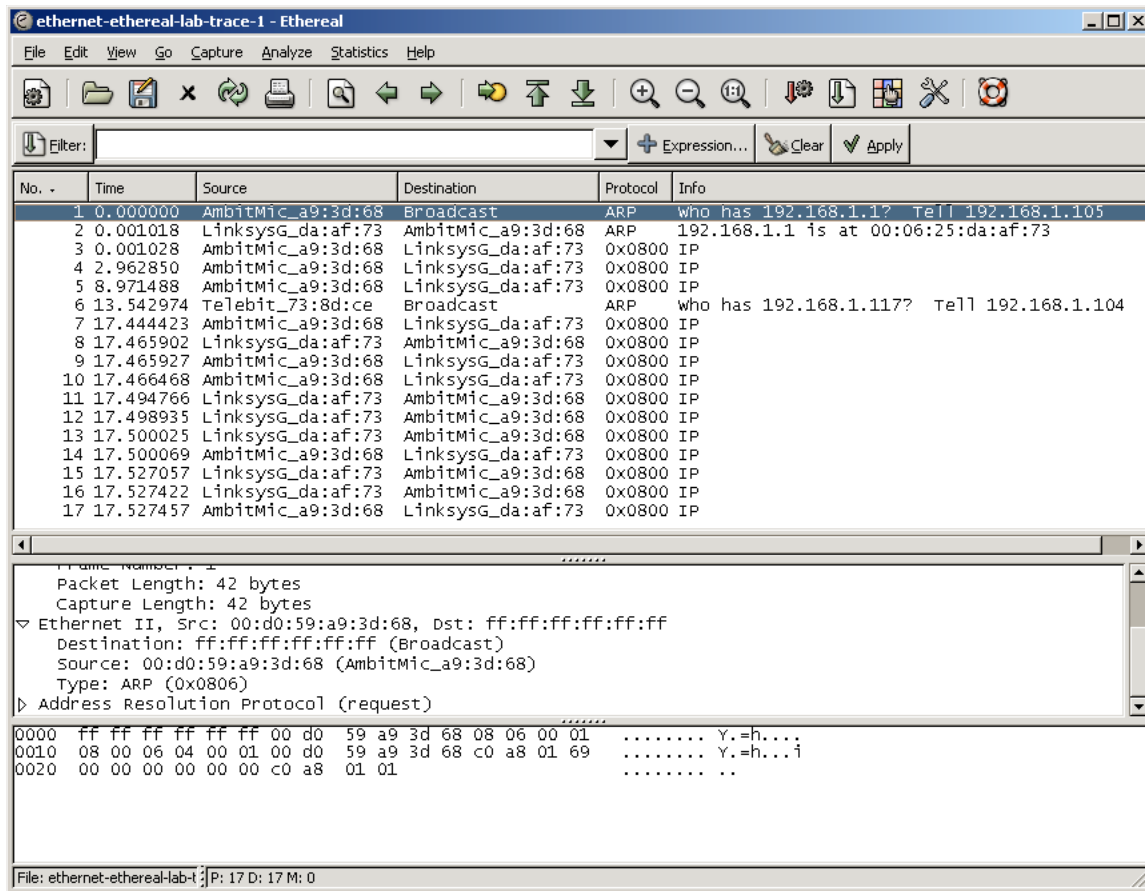 ethernet-ethereal-lab-trace-1 - Ethereal
File Edit View Go Capture Analyze Statistics Help
Filter: Expression... Clear Apply
No. Time Source Destination Protocol Info
1 0.000000 AmbitMic_a9:3d:68 Broadcast ARP Who has 192.168.1.1? Tell 192.168.1.105
2 0.001018 LinksysG_da:af:73 AmbitMic_a9:3d:68 ARP 192.168.1.1 is at 00:06:25:da:af:73
3 0.001028 AmbitMic_a9:3d:68 LinksysG_da:af:73 0x0800 IP
4 2.962850 AmbitMic_a9:3d:68 LinksysG_da:af:73 0x0800 IP
5 8.971488 AmbitMic_a9:3d:68 LinksysG_da:af:73 0x0800 IP
6 13.542974 Telebit_73:8d:ce Broadcast ARP Who has 192.168.1.117? Tell 192.168.1.104
7 17.444423 AmbitMic_a9:3d:68 LinksysG_da:af:73 0x0800 IP
8 17.465902 LinksysG_da:af:73 AmbitMic_a9:3d:68 0x0800 IP
9 17.465927 AmbitMic_a9:3d:68 LinksysG_da:af:73 0x0800 IP
10 17.466468 AmbitMic_a9:3d:68 LinksysG_da:af:73 0x0800 IP
11 17.494766 LinksysG_da:af:73 AmbitMic_a9:3d:68 0x0800 IP
12 17.498935 LinksysG_da:af:73 AmbitMic_a9:3d:68 0x0800 IP
13 17.500025 LinksysG_da:af:73 AmbitMic_a9:3d:68 0x0800 IP
14 17.500069 AmbitMic_a9:3d:68 LinksysG_da:af:73 0x0800 IP
15 17.527057 LinksysG_da:af:73 AmbitMic_a9:3d:68 0x0800 IP
16 17.527422 LinksysG_da:af:73 AmbitMic_a9:3d:68 0x0800 IP
17 17.527457 AmbitMic_a9:3d:68 LinksysG_da:af:73 0x0800 IP
Frame Number: 1
Packet Length: 42 bytes
Capture Length: 42 bytes
Ethernet II, Src: 00:d0:59:a9:3d:68, Dst: ff:ff:ff:ff:ff:ff
Destination: ff:ff:ff:ff:ff:ff (Broadcast)
Source: 00:d0:59:a9:3d:68 (AmbitMic_a9:3d:68)
Type: ARP (0x0806)
Address Resolution Protocol (request)
0000 ff ff ff ff ff ff 00 d0 59 a9 3d 68 08 06 00 01 ........ Y.=h....
0010 08 00 06 04 00 01 00 d0 59 a9 3d 68 c0 a8 01 69 ........ Y.=h...i
0020 00 00 00 00 00 00 c0 a8 01 01 ........ ..
File: ethernet-ethereal-lab-t P: 17 D: 17 M: 0